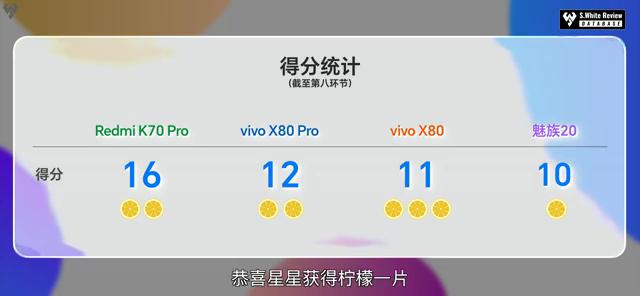 S.White Review
DATABASE
得分统计
(截至第八环节)
Redmi K70 Pro vivo X80 Pro vivo X80 魅族20
得分 16 12 11 10
恭喜星星获得柠檬一片